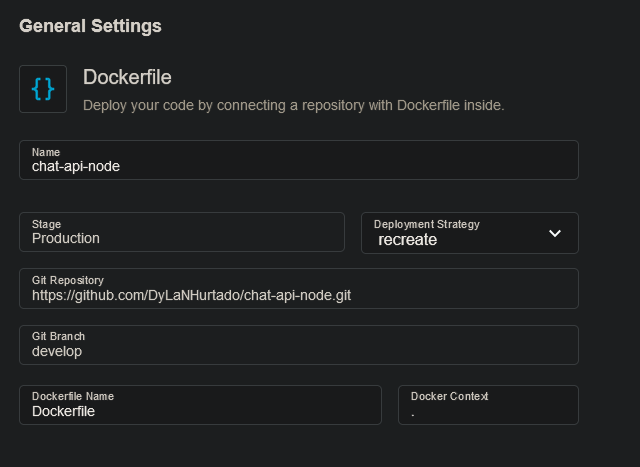 General Settings
{}
Dockerfile
Deploy your code by connecting a repository with Dockerfile inside.
Name
chat-api-node
Stage
Production
Deployment Strategy
recreate
Git Repository
https://github.com/DyLaNHurtado/chat-api-node.git
Git Branch
develop
Dockerfile Name
Dockerfile
Docker Context
.